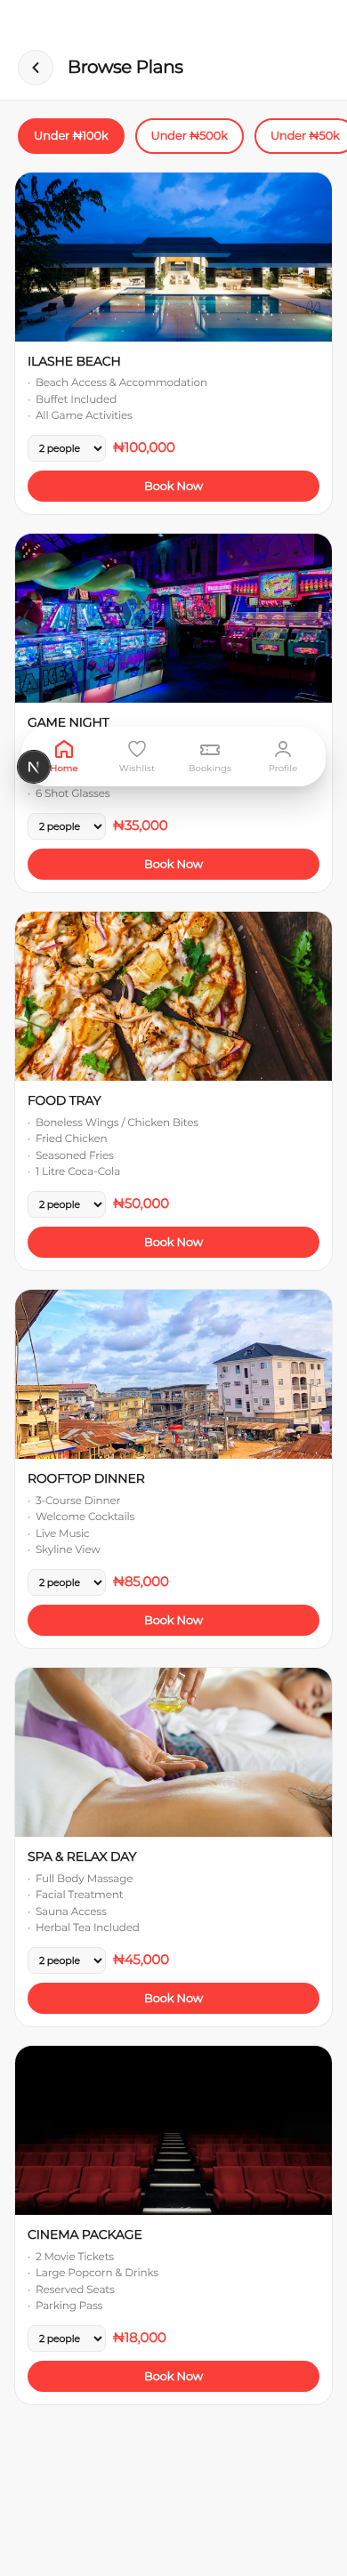 Browse Plans
Under ₦100k
Under ₦500k
Under ₦50k
ILASHE BEACH
· Beach Access & Accommodation
· Buffet Included
· All Game Activities
2 people
₦100,000
Book Now
GAME NIGHT
N
Home
Wishlist
Bookings
Profile
· 6 Shot Glasses
2 people
₦35,000
Book Now
FOOD TRAY
· Boneless Wings / Chicken Bites
· Fried Chicken
· Seasoned Fries
· 1 Litre Coca-Cola
2 people
₦50,000
Book Now
ROOFTOP DINNER
· 3-Course Dinner
· Welcome Cocktails
· Live Music
· Skyline View
2 people
₦85,000
Book Now
SPA & RELAX DAY
· Full Body Massage
· Facial Treatment
· Sauna Access
· Herbal Tea Included
2 people
₦45,000
Book Now
CINEMA PACKAGE
· 2 Movie Tickets
· Large Popcorn & Drinks
· Reserved Seats
· Parking Pass
2 people
₦18,000
Book Now